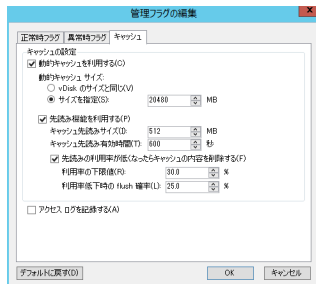 管理フラグの編集
正常時フラグ 異常時フラグ キャッシュ
キャッシュの設定
動的キャッシュを利用する(C)
動的キャッシュ サイズ:
vDisk のサイズと同じ(V)
サイズを指定(S): 20480 MB
先読み機能を利用する(P)
キャッシュ先読みサイズ(I): 512 MB
キャッシュ先読み有効時間(T): 600 秒
先読みの利用率が低くなったらキャッシュの内容を削除する(F)
利用率の下限値(R): 30.0 %
利用率低下時の flush 確率(L): 25.0 %
アクセス ログを記録する(A)
デフォルトに戻す(D) OK キャンセル